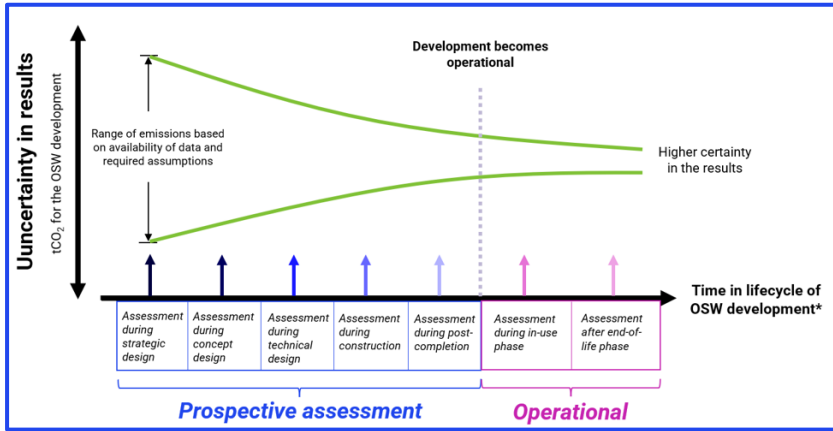 Uuncertainty in results
tCO₂ for the OSW development
Development becomes
operational
Range of emissions based
on availability of data and
required assumptions
Higher certainty
in the results
Time in lifecycle of
OSW development*
Assessment
during
strategic
design
Assessment
during
concept
design
Assessment
during
technical
design
Assessment
during
construction
Assessment
during post-
completion
Assessment
during in-use
phase
Assessment
after end-of-
life phase
Prospective assessment
Operational